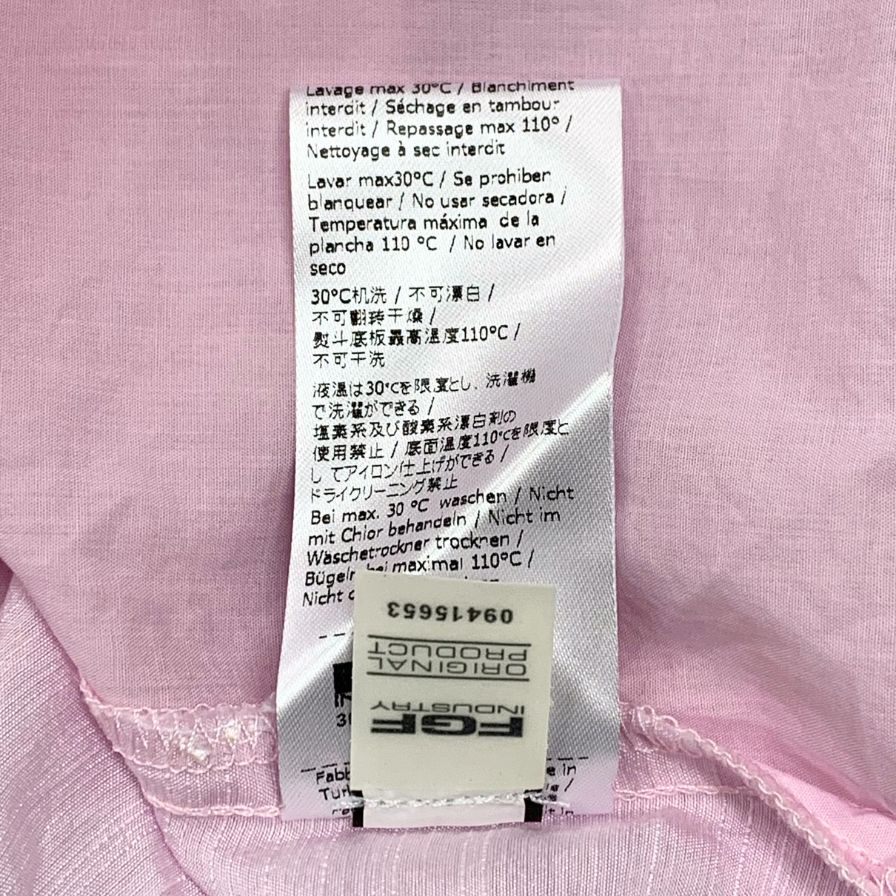 Lavage max 30°C / Blanchiment
interdit / Séchage en tambour
interdit / Repassage max 110° /
Nettoyage à sec interdit
Lavar max30°C / Se prohiben
blanquear / No usar secadora /
Temperatura máxima de la
plancha 110 °C / No lavar en
seco
30°C机洗 / 不可漂白 /
不可翻转干燥 /
熨斗底板最高温度110°C /
不可干洗
液温は30°Cを限度とし、洗濯機
で洗濯ができる /
塩素系及び酸素系漂白剤の
使用禁止 / 底面温度110°Cを限度と
してアイロン仕上げができる /
ドライクリーニング禁止
Bei max. 30 °C waschen / Nicht
mit Chlor behandeln / Nicht im
Wäschetrockner trocknen /
Bügeln bei maximal 110°C /
Nicht
09415653
ORIGINAL
PRODUCT
FGF
INDUSTRY
in